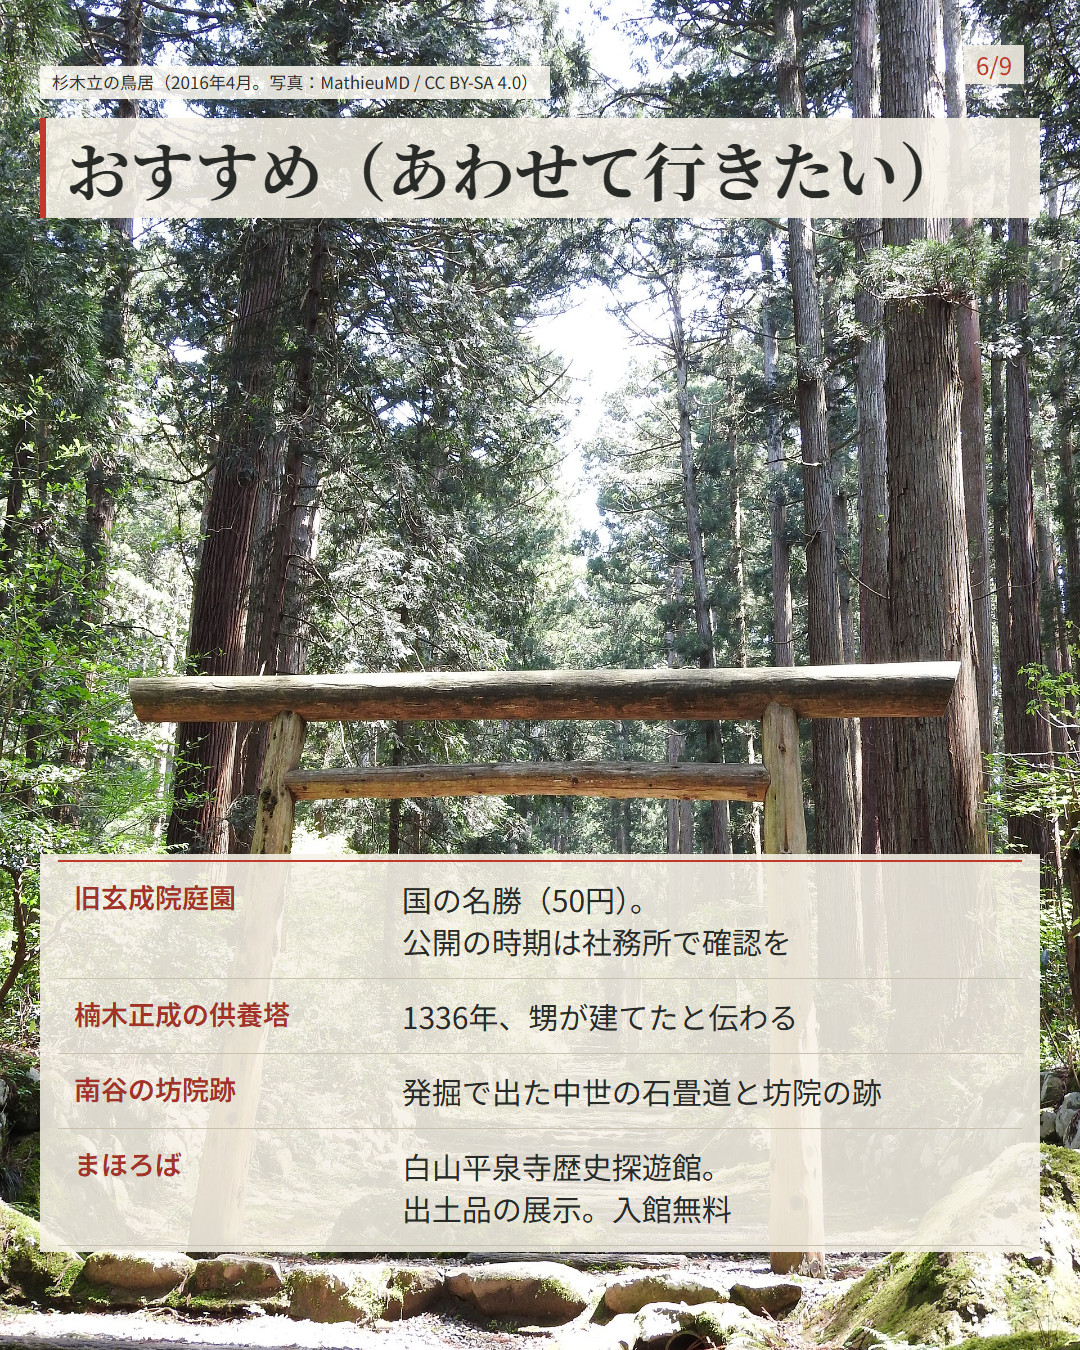 杉木立の鳥居（2016年4月。写真：MathieuMD / CC BY-SA 4.0）
6/9
おすすめ（あわせて行きたい）
旧玄成院庭園
国の名勝（50円）。
公開の時期は社務所で確認を
楠木正成の供養塔
1336年、甥が建てたと伝わる
南谷の坊院跡
発掘で出た中世の石畳道と坊院の跡
まほろば
白山平泉寺歴史探遊館。
出土品の展示。入館無料